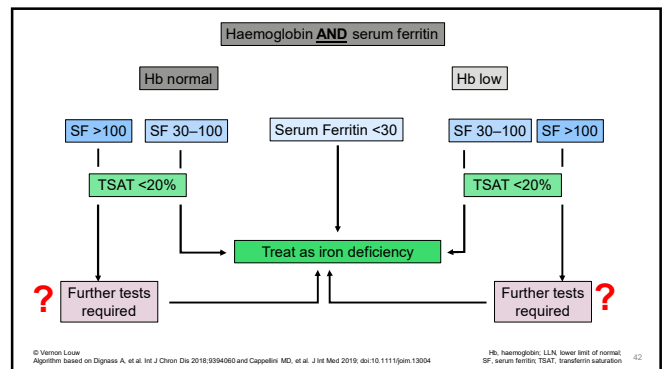 Haemoglobin AND serum ferritin
Hb normal
Hb low
SF >100
SF 30–100
Serum Ferritin <30
SF 30–100
SF >100
TSAT <20%
TSAT <20%
Treat as iron deficiency
?
Further tests
required
Further tests
required
?
© Vernon Louw
Algorithm based on Dignass A, et al. Int J Chron Dis 2018;9394060 and Cappellini MD, et al. J Int Med 2019; doi:10.1111/joim.13004
Hb, haemoglobin; LLN, lower limit of normal;
SF, serum ferritin; TSAT, transferrin saturation
42